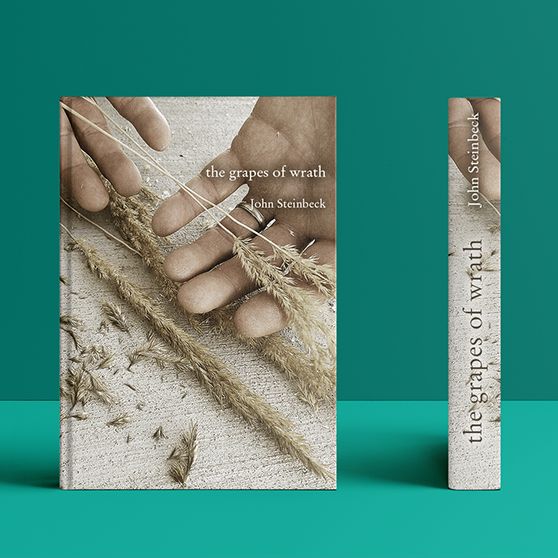 the grapes of wrath
John Steinbeck
the grapes of wrath
John Steinbeck